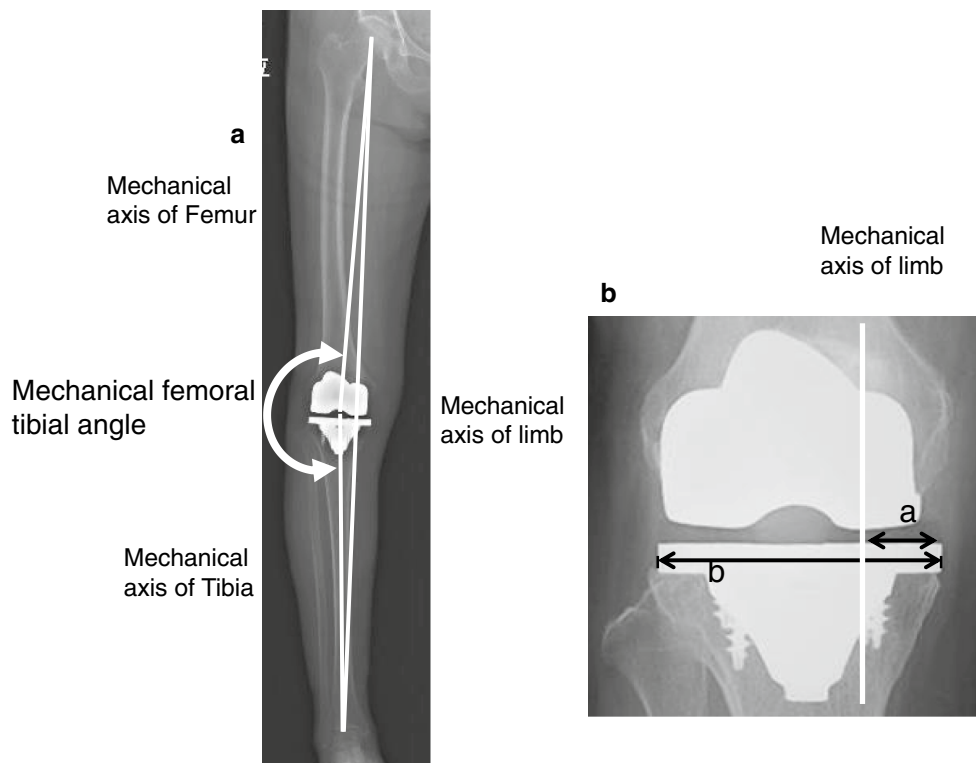 a
Mechanical
axis of Femur
Mechanical femoral
tibial angle
Mechanical
axis of limb
Mechanical
axis of Tibia
Mechanical
axis of limb
b
a
b